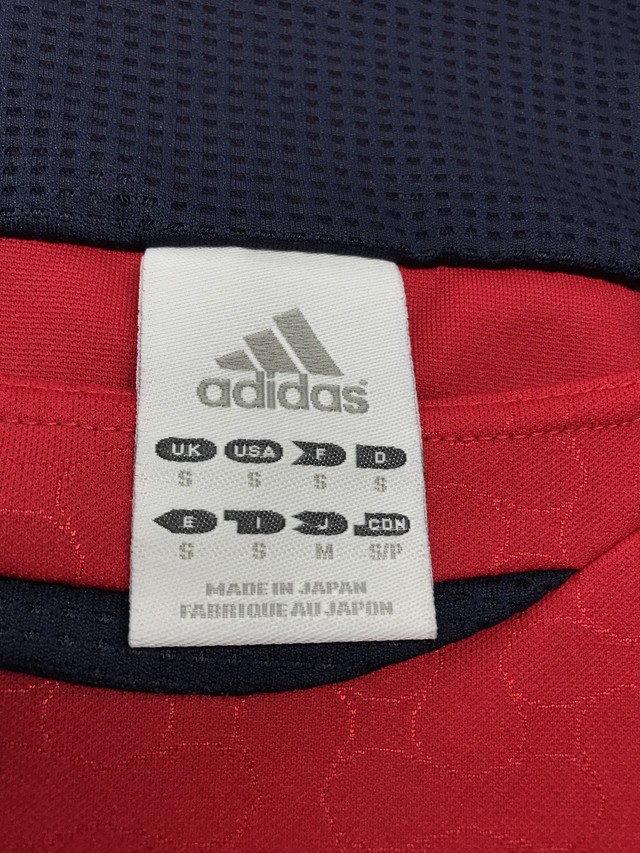 adidas
UK USA F D
S S S S
E I J CDN
S S M S/P
MADE IN JAPAN
FABRIQUE AU JAPON